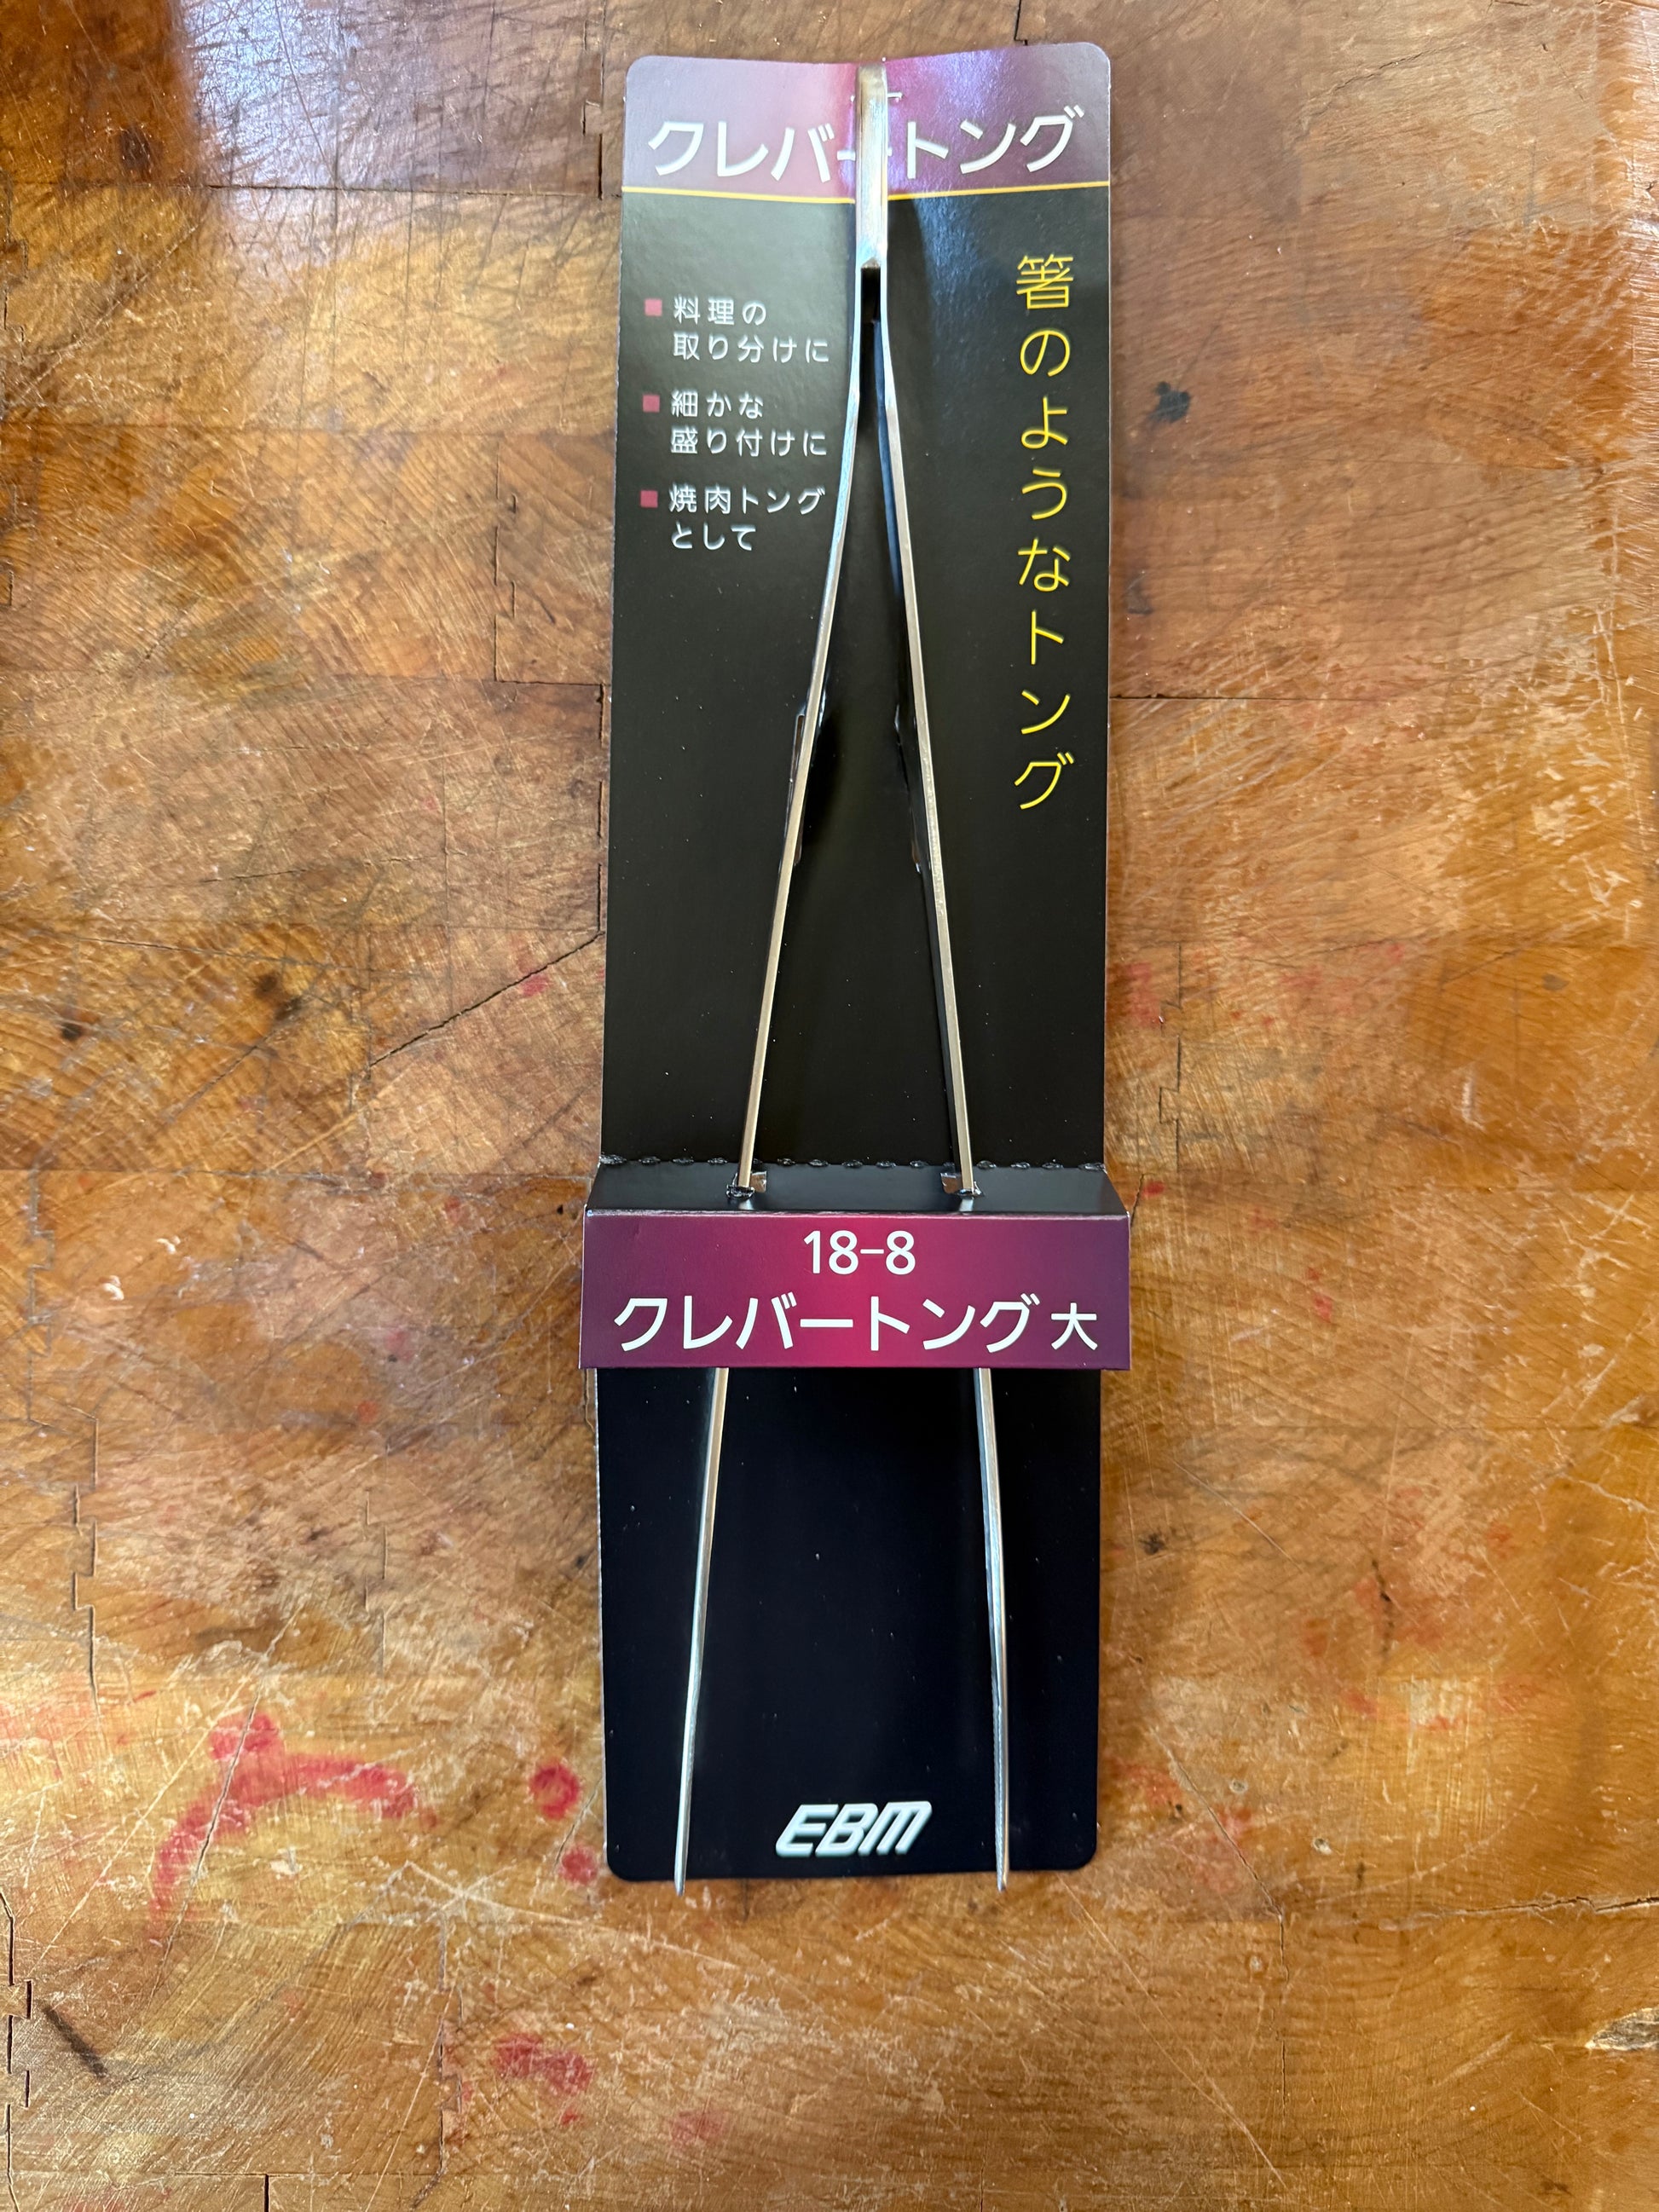 クレバートング
箸のようなトング
料理の
取り分けに
細かな
盛り付けに
焼肉トング
として
18-8
クレバートング 大
EBM